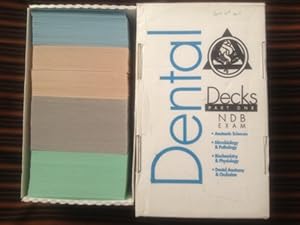 Dental
Decks
PART ONE
NDB
EXAM
• Anatomic Sciences
• Microbiology
& Pathology
• Biochemistry
& Physiology
• Dental Anatomy
& Occlusion